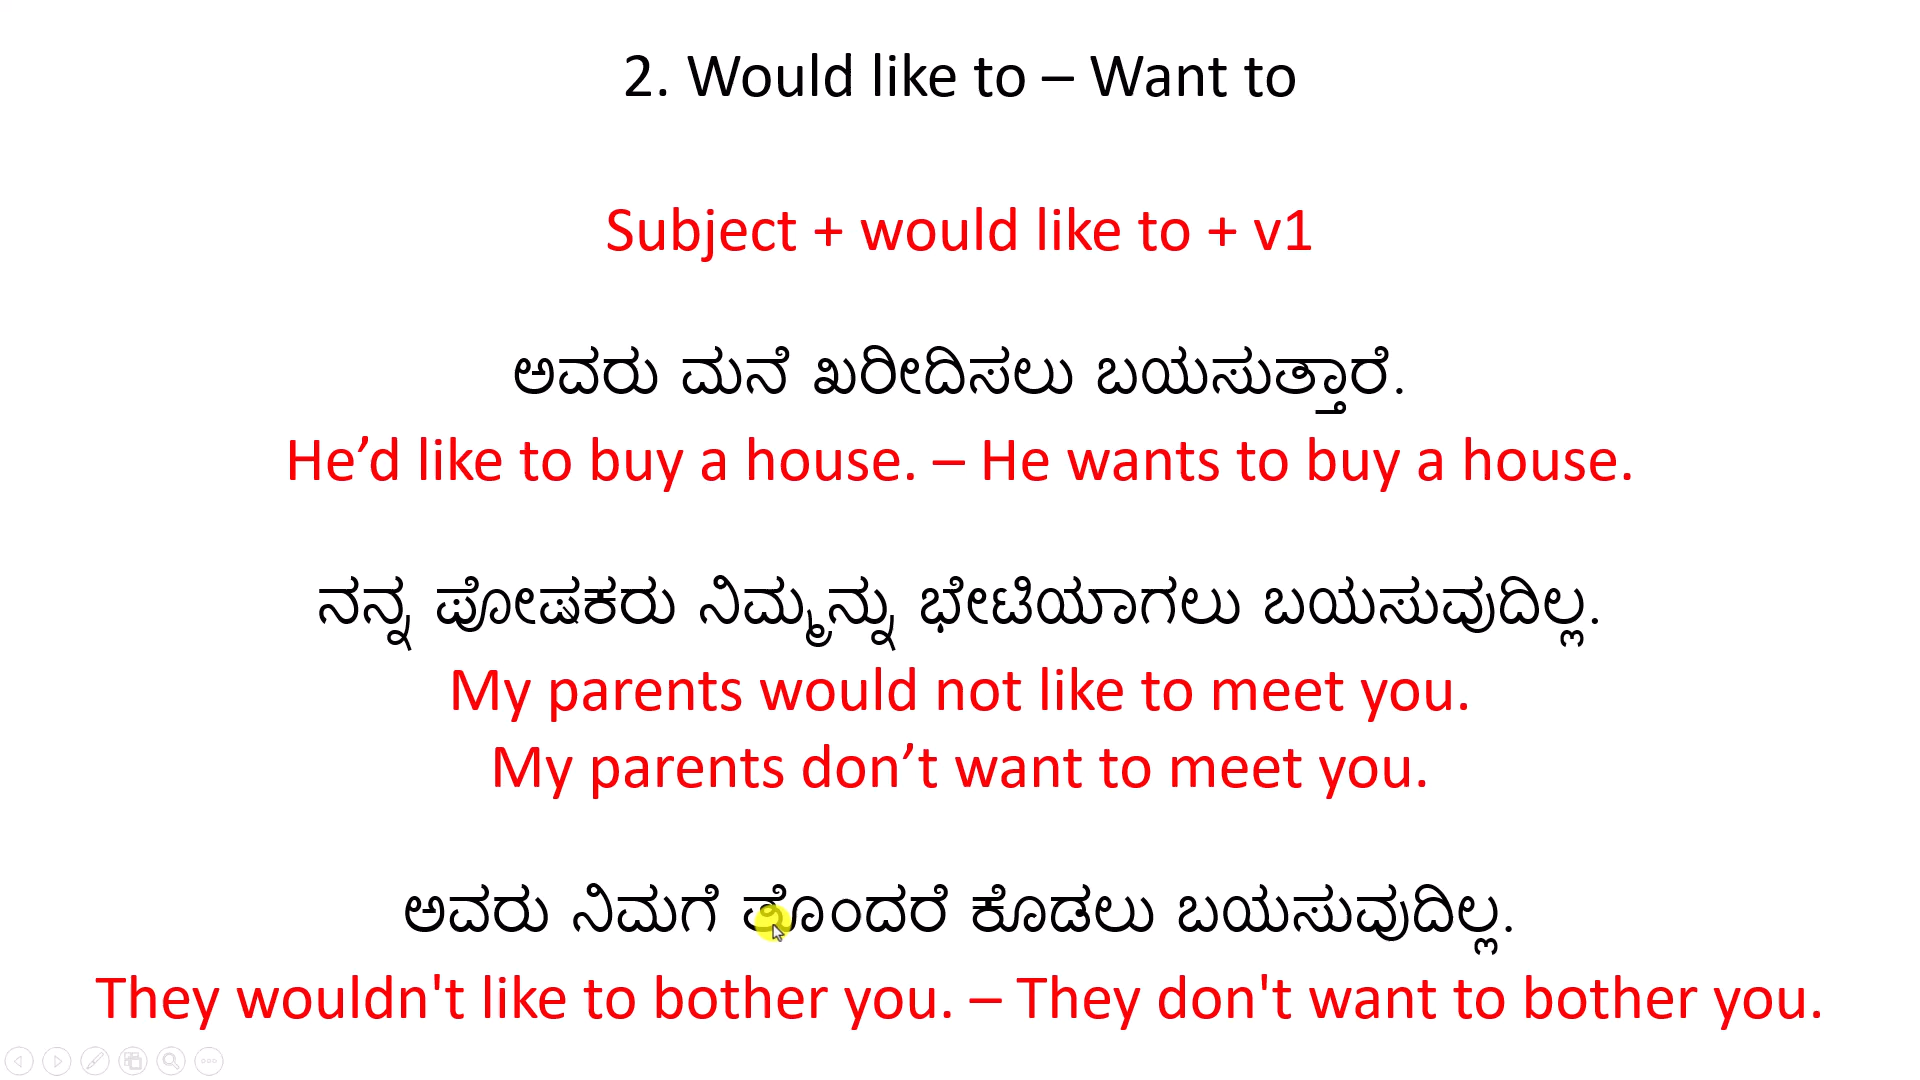 2. Would like to – Want to
Subject + would like to + v1
ಅವರು ಮನೆ ಖರೀದಿಸಲು ಬಯಸುತ್ತಾರೆ.
He’d like to buy a house. – He wants to buy a house.
ನನ್ನ ಪೋಷಕರು ನಿಮ್ಮನ್ನು ಭೇಟಿಯಾಗಲು ಬಯಸುವುದಿಲ್ಲ.
My parents would not like to meet you.
My parents don’t want to meet you.
ಅವರು ನಿಮಗೆ ತೊಂದರೆ ಕೊಡಲು ಬಯಸುವುದಿಲ್ಲ.
They wouldn't like to bother you. – They don't want to bother you.